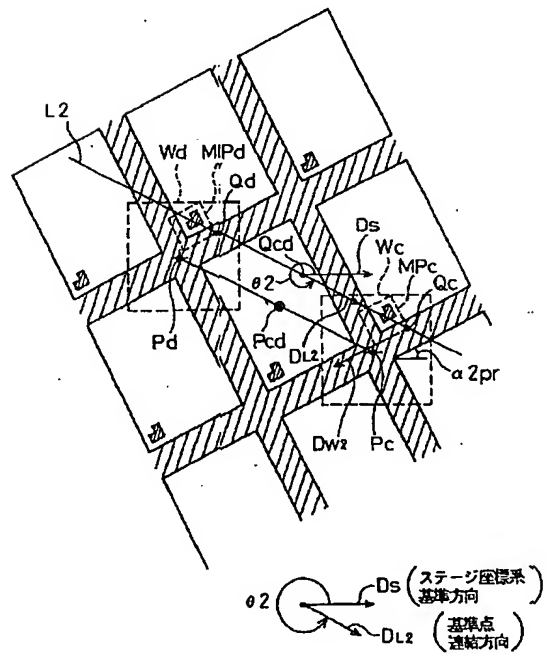 L2
Wd
MPd
Qd
Qcd
Ds
Wc
MPc
Qc
θ2
Pcd
Pd
DL2
α2pr
Dw2
Pc
θ2
Ds (ステージ座標系 基準方向)
DL2 (基準点 連結方向)